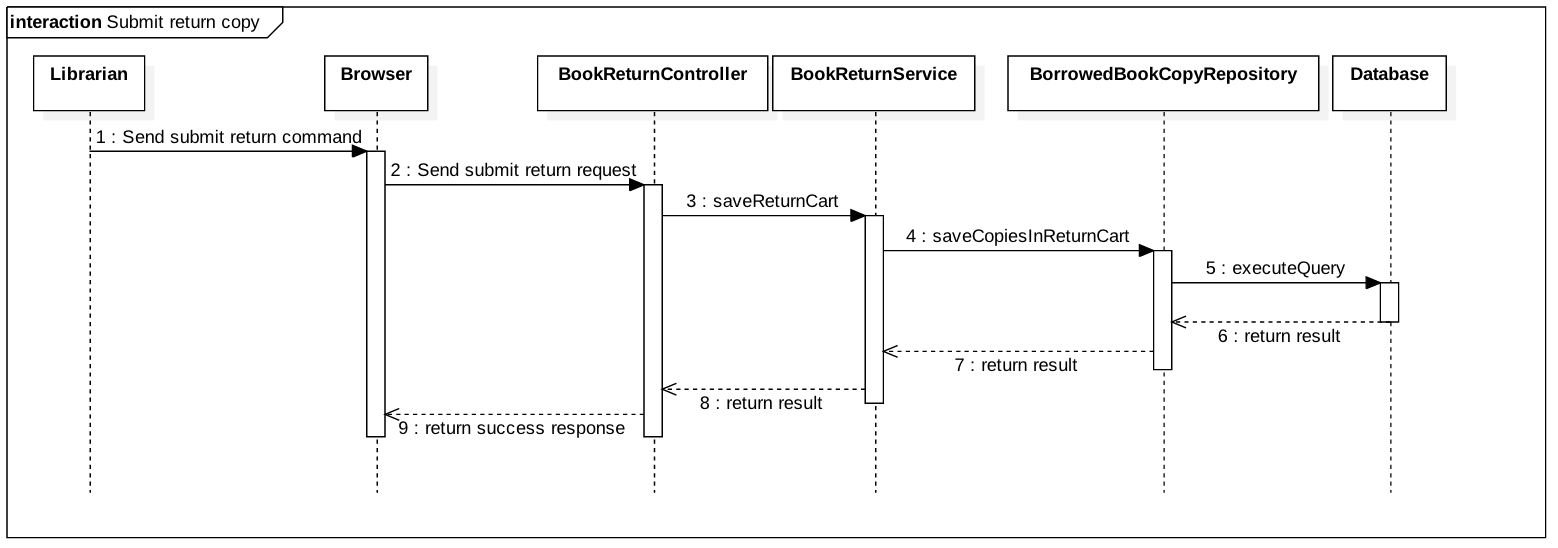 interaction Submit return copy
Librarian
Browser
BookReturnController
BookReturnService
BorrowedBookCopyRepository
Database
1 : Send submit return command
2 : Send submit return request
3 : saveReturnCart
4 : saveCopiesInReturnCart
5 : executeQuery
6 : return result
7 : return result
8 : return result
9 : return success response